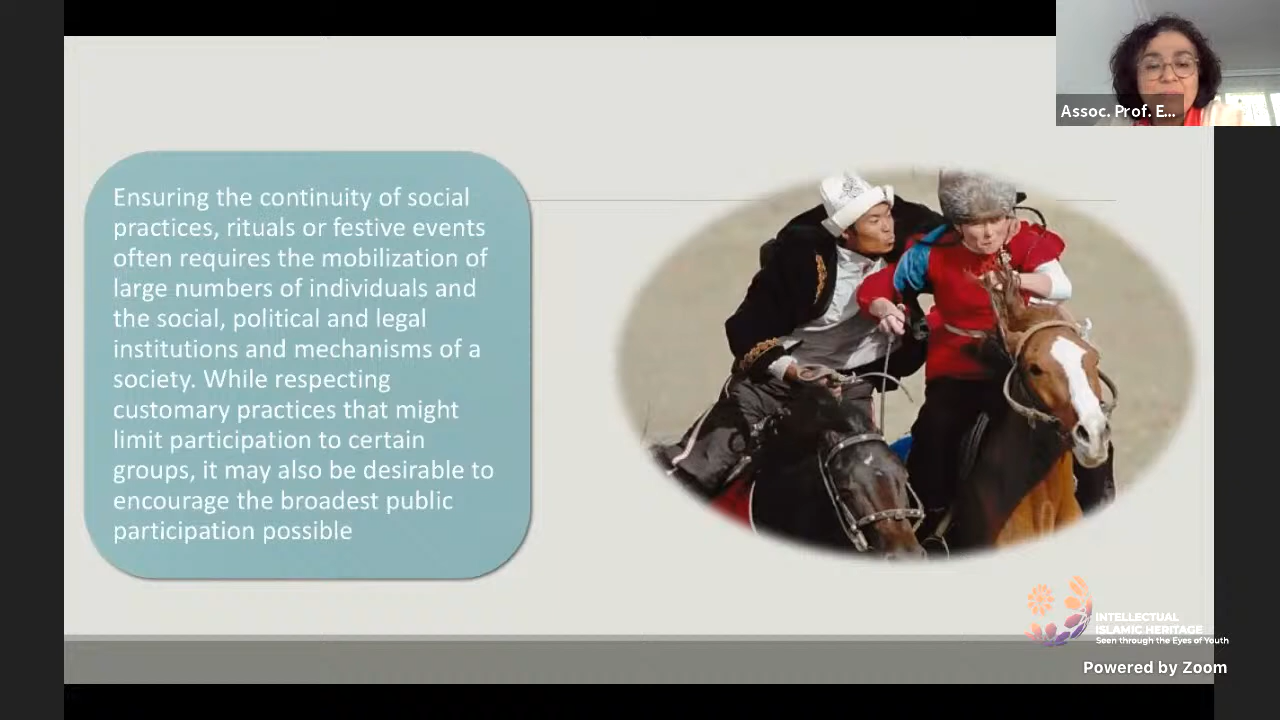 Assoc. Prof. E...
Ensuring the continuity of social
practices, rituals or festive events
often requires the mobilization of
large numbers of individuals and
the social, political and legal
institutions and mechanisms of a
society. While respecting
customary practices that might
limit participation to certain
groups, it may also be desirable to
encourage the broadest public
participation possible
INTELLECTUAL
ISLAMIC HERITAGE
Seen through the Eyes of Youth
Powered by Zoom